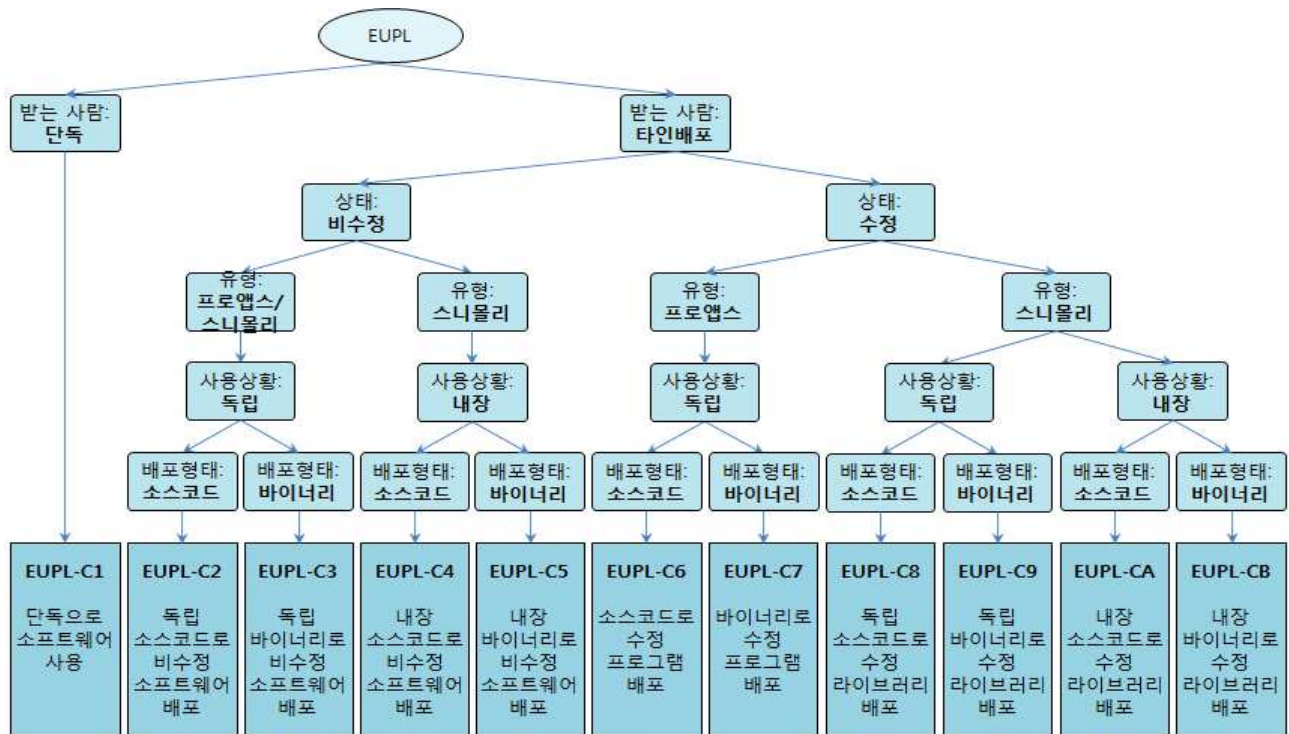 EUPL
받는 사람:
단독
받는 사람:
타인배포
상태:
비수정
상태:
수정
유형:
프로앱스/
스니몰리
유형:
스니몰리
유형:
프로앱스
유형:
스니몰리
사용상황:
독립
사용상황:
내장
사용상황:
독립
사용상황:
독립
사용상황:
내장
배포형태:
소스코드
배포형태:
바이너리
배포형태:
소스코드
배포형태:
바이너리
배포형태:
소스코드
배포형태:
바이너리
배포형태:
소스코드
배포형태:
바이너리
배포형태:
소스코드
배포형태:
바이너리
EUPL-C1
단독으로
소프트웨어
사용
EUPL-C2
독립
소스코드로
비수정
소프트웨어
배포
EUPL-C3
독립
바이너리로
비수정
소프트웨어
배포
EUPL-C4
내장
소스코드로
비수정
소프트웨어
배포
EUPL-C5
내장
바이너리로
비수정
소프트웨어
배포
EUPL-C6
소스코드로
수정
프로그램
배포
EUPL-C7
바이너리로
수정
프로그램
배포
EUPL-C8
독립
소스코드로
수정
라이브러리
배포
EUPL-C9
독립
바이너리로
수정
라이브러리
배포
EUPL-CA
내장
소스코드로
수정
라이브러리
배포
EUPL-CB
내장
바이너리로
수정
라이브러리
배포